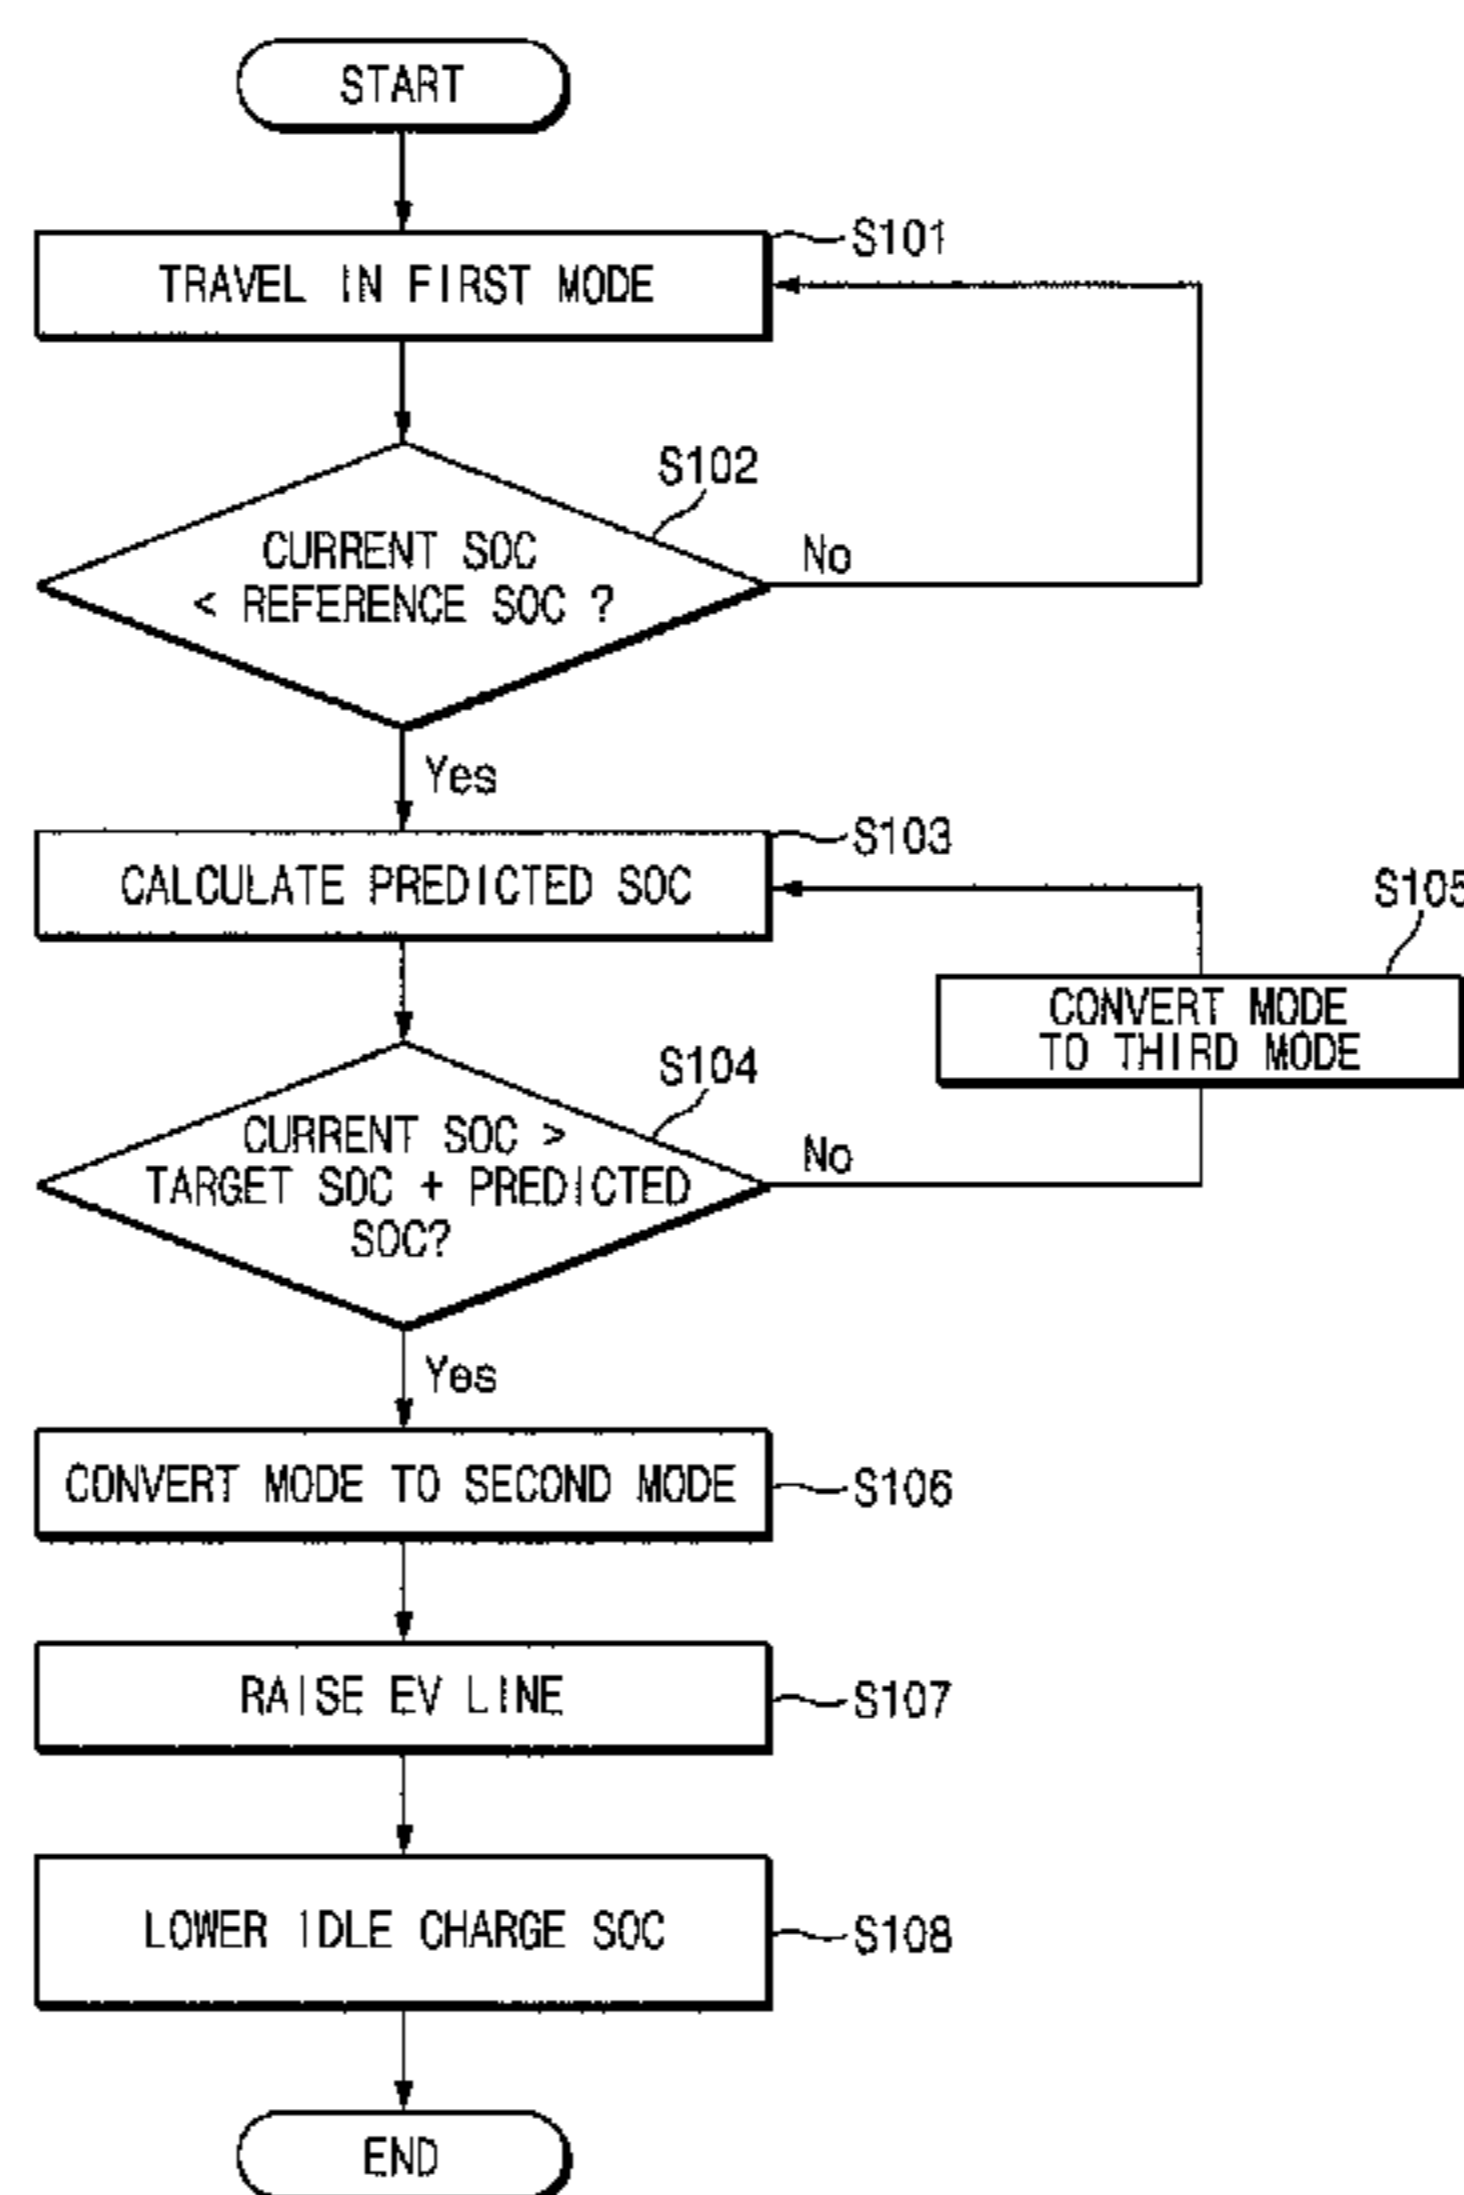 START
TRAVEL IN FIRST MODE
S101
CURRENT SOC
< REFERENCE SOC ?
S102
No
Yes
CALCULATE PREDICTED SOC
S103
S105
CONVERT MODE
TO THIRD MODE
CURRENT SOC >
TARGET SOC + PREDICTED
SOC?
S104
No
Yes
CONVERT MODE TO SECOND MODE
S106
RAISE EV LINE
S107
LOWER IDLE CHARGE SOC
S108
END